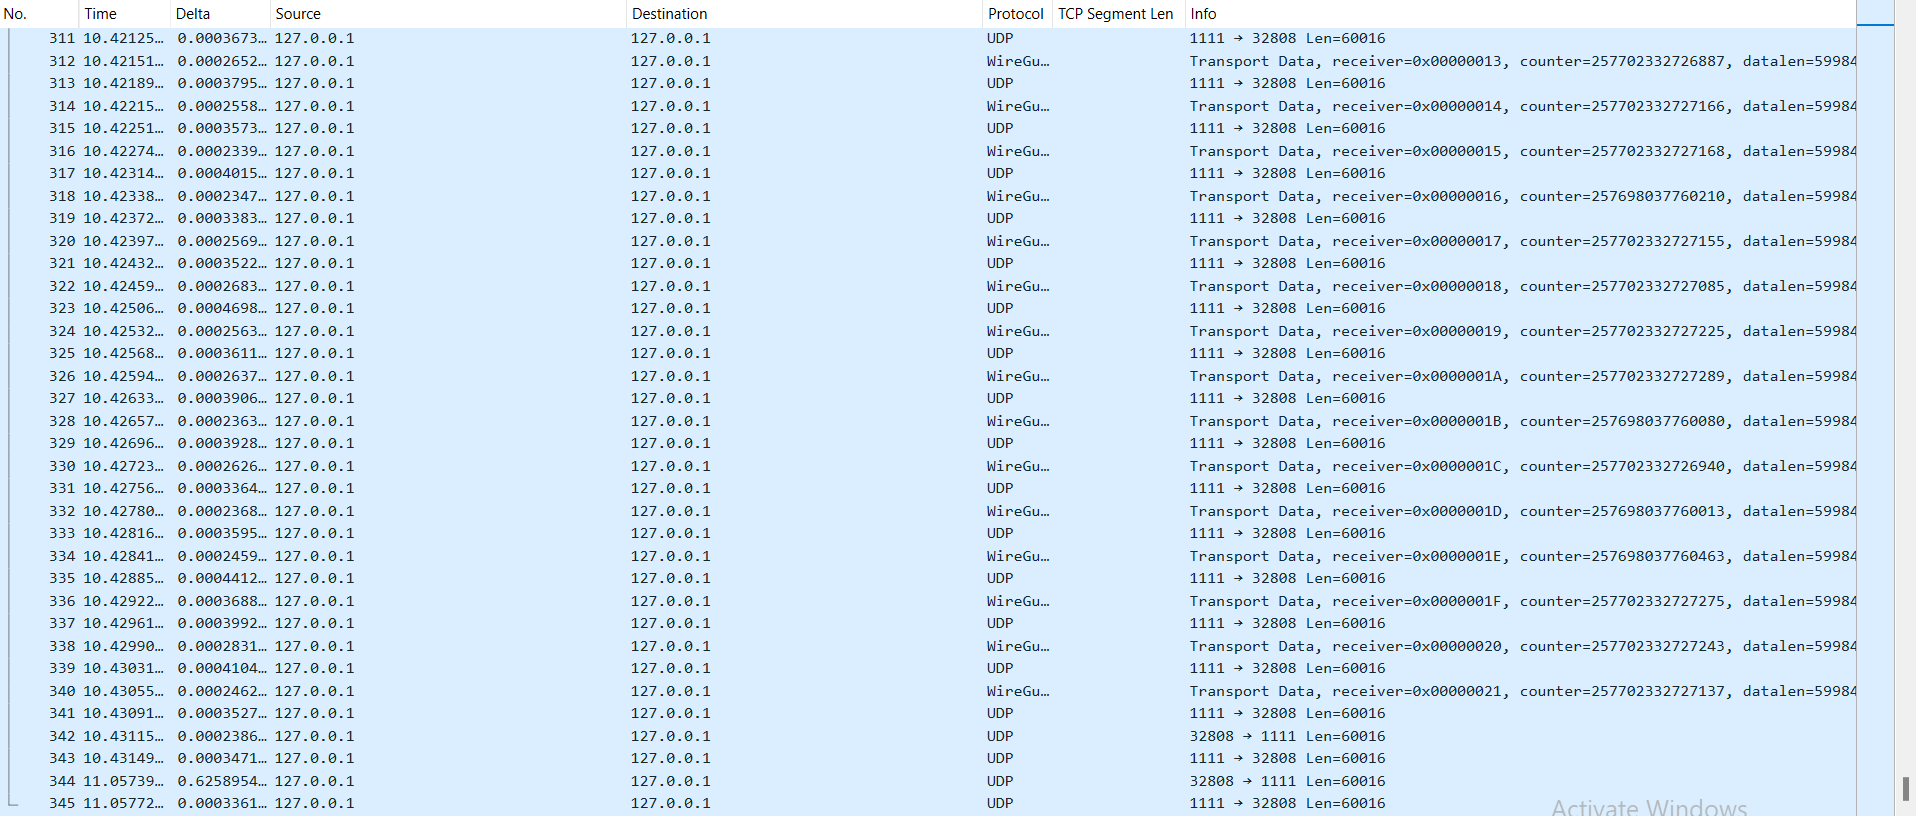 No. Time Delta Source Destination Protocol TCP Segment Len Info
311 10.42125… 0.0003673… 127.0.0.1 127.0.0.1 UDP 1111 → 32808 Len=60016
312 10.42151… 0.0002652… 127.0.0.1 127.0.0.1 WireGu… Transport Data, receiver=0x00000013, counter=257702332726887, datalen=59984
313 10.42189… 0.0003795… 127.0.0.1 127.0.0.1 UDP 1111 → 32808 Len=60016
314 10.42215… 0.0002558… 127.0.0.1 127.0.0.1 WireGu… Transport Data, receiver=0x00000014, counter=257702332727166, datalen=59984
315 10.42251… 0.0003573… 127.0.0.1 127.0.0.1 UDP 1111 → 32808 Len=60016
316 10.42274… 0.0002339… 127.0.0.1 127.0.0.1 WireGu… Transport Data, receiver=0x00000015, counter=257702332727168, datalen=59984
317 10.42314… 0.0004015… 127.0.0.1 127.0.0.1 UDP 1111 → 32808 Len=60016
318 10.42338… 0.0002347… 127.0.0.1 127.0.0.1 WireGu… Transport Data, receiver=0x00000016, counter=257698037760210, datalen=59984
319 10.42372… 0.0003383… 127.0.0.1 127.0.0.1 UDP 1111 → 32808 Len=60016
320 10.42397… 0.0002569… 127.0.0.1 127.0.0.1 WireGu… Transport Data, receiver=0x00000017, counter=257702332727155, datalen=59984
321 10.42432… 0.0003522… 127.0.0.1 127.0.0.1 UDP 1111 → 32808 Len=60016
322 10.42459… 0.0002683… 127.0.0.1 127.0.0.1 WireGu… Transport Data, receiver=0x00000018, counter=257702332727085, datalen=59984
323 10.42506… 0.0004698… 127.0.0.1 127.0.0.1 UDP 1111 → 32808 Len=60016
324 10.42532… 0.0002563… 127.0.0.1 127.0.0.1 WireGu… Transport Data, receiver=0x00000019, counter=257702332727225, datalen=59984
325 10.42568… 0.0003611… 127.0.0.1 127.0.0.1 UDP 1111 → 32808 Len=60016
326 10.42594… 0.0002637… 127.0.0.1 127.0.0.1 WireGu… Transport Data, receiver=0x0000001A, counter=257702332727289, datalen=59984
327 10.42633… 0.0003906… 127.0.0.1 127.0.0.1 UDP 1111 → 32808 Len=60016
328 10.42657… 0.0002363… 127.0.0.1 127.0.0.1 WireGu… Transport Data, receiver=0x0000001B, counter=257698037760080, datalen=59984
329 10.42696… 0.0003928… 127.0.0.1 127.0.0.1 UDP 1111 → 32808 Len=60016
330 10.42723… 0.0002626… 127.0.0.1 127.0.0.1 WireGu… Transport Data, receiver=0x0000001C, counter=257702332726940, datalen=59984
331 10.42756… 0.0003364… 127.0.0.1 127.0.0.1 UDP 1111 → 32808 Len=60016
332 10.42780… 0.0002368… 127.0.0.1 127.0.0.1 WireGu… Transport Data, receiver=0x0000001D, counter=257698037760013, datalen=59984
333 10.42816… 0.0003595… 127.0.0.1 127.0.0.1 UDP 1111 → 32808 Len=60016
334 10.42841… 0.0002459… 127.0.0.1 127.0.0.1 WireGu… Transport Data, receiver=0x0000001E, counter=257698037760463, datalen=59984
335 10.42885… 0.0004412… 127.0.0.1 127.0.0.1 UDP 1111 → 32808 Len=60016
336 10.42922… 0.0003688… 127.0.0.1 127.0.0.1 WireGu… Transport Data, receiver=0x0000001F, counter=257702332727275, datalen=59984
337 10.42961… 0.0003992… 127.0.0.1 127.0.0.1 UDP 1111 → 32808 Len=60016
338 10.42990… 0.0002831… 127.0.0.1 127.0.0.1 WireGu… Transport Data, receiver=0x00000020, counter=257702332727243, datalen=59984
339 10.43031… 0.0004104… 127.0.0.1 127.0.0.1 UDP 1111 → 32808 Len=60016
340 10.43055… 0.0002462… 127.0.0.1 127.0.0.1 WireGu… Transport Data, receiver=0x00000021, counter=257702332727137, datalen=59984
341 10.43091… 0.0003527… 127.0.0.1 127.0.0.1 UDP 1111 → 32808 Len=60016
342 10.43115… 0.0002386… 127.0.0.1 127.0.0.1 UDP 32808 → 1111 Len=60016
343 10.43149… 0.0003471… 127.0.0.1 127.0.0.1 UDP 1111 → 32808 Len=60016
344 11.05739… 0.6258954… 127.0.0.1 127.0.0.1 UDP 32808 → 1111 Len=60016
345 11.05772… 0.0003361… 127.0.0.1 127.0.0.1 UDP 1111 → 32808 Len=60016
Activate Windows